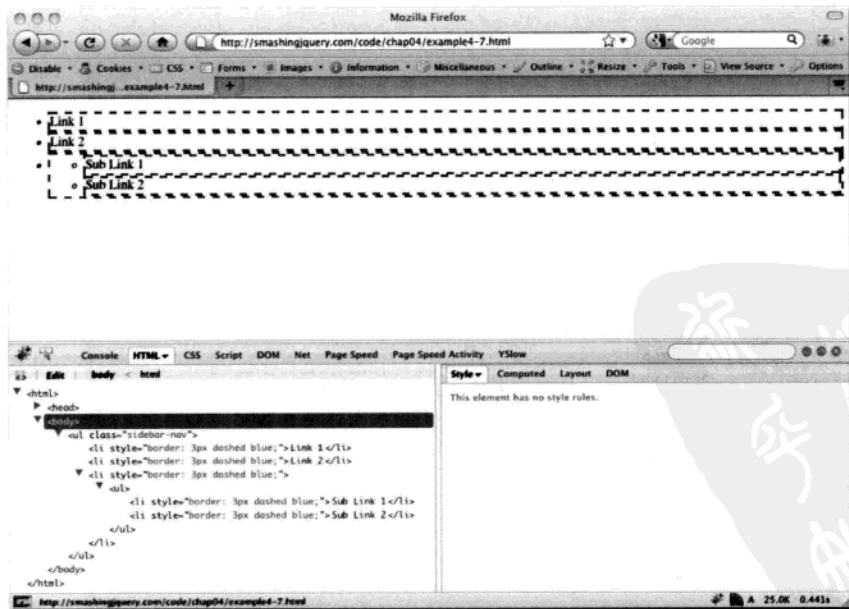 Mozilla Firefox
http://smashingjquery.com/code/chap04/example4-7.html
Google
Disable Cookies CSS Forms Images Information Miscellaneous Outline Resize Tools View Source Options
http://smashingj...example4-7.html
Link 1
Link 2
Sub Link 1
Sub Link 2
Console HTML CSS Script DOM Net Page Speed Page Speed Activity YSlow
Edit body < html
Style Computed Layout DOM
This element has no style rules.
<html>
<head>
<body>
<ul class="sidebar-nav">
<li style="border: 3px dashed blue;">Link 1</li>
<li style="border: 3px dashed blue;">Link 2</li>
<li style="border: 3px dashed blue;">
<ul>
<li style="border: 3px dashed blue;">Sub Link 1</li>
<li style="border: 3px dashed blue;">Sub Link 2</li>
</ul>
</li>
</ul>
</body>
</html>
http://smashingjquery.com/code/chap04/example4-7.html
A 25.0K 0.441s